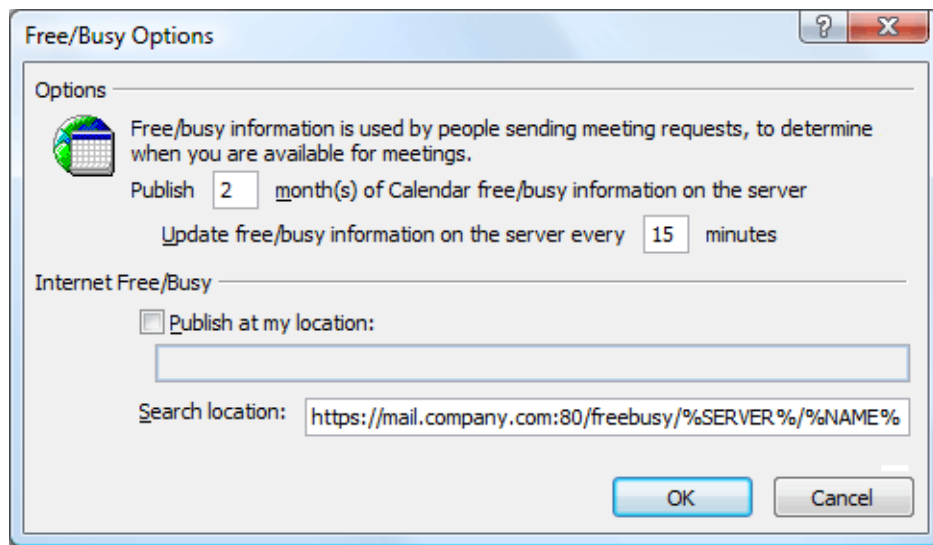 Free/Busy Options
?
X
Options
Free/busy information is used by people sending meeting requests, to determine
when you are available for meetings.
Publish 2 month(s) of Calendar free/busy information on the server
Update free/busy information on the server every 15 minutes
Internet Free/Busy
Publish at my location:
Search location: https://mail.company.com:80/freebusy/%SERVER%/%NAME%
OK Cancel